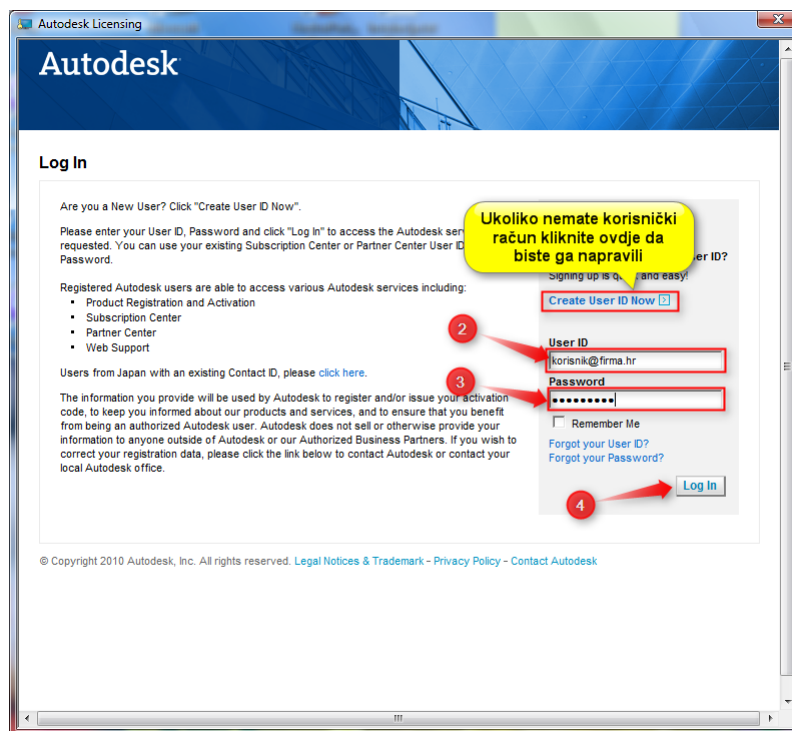 Autodesk Licensing
Autodesk
Log In
Are you a New User? Click "Create User ID Now".
Please enter your User ID, Password and click "Log In" to access the Autodesk ser
requested. You can use your existing Subscription Center or Partner Center User ID
Password.
Registered Autodesk users are able to access various Autodesk services including:
Product Registration and Activation
Subscription Center
Partner Center
Web Support
Users from Japan with an existing Contact ID, please click here.
The information you provide will be used by Autodesk to register and/or issue your activation
code, to keep you informed about our products and services, and to ensure that you benefit
from being an authorized Autodesk user. Autodesk does not sell or otherwise provide your
information to anyone outside of Autodesk or our Authorized Business Partners. If you wish to
correct your registration data, please click the link below to contact Autodesk or contact your
local Autodesk office.
Ukoliko nemate korisnički
račun kliknite ovdje da
biste ga napravili
er ID?
Signing up is and easy!
Create User ID Now
2
User ID
korisnik@firma.hr
3
Password
Remember Me
Forgot your User ID?
Forgot your Password?
Log In
4
© Copyright 2010 Autodesk, Inc. All rights reserved. Legal Notices & Trademark - Privacy Policy - Contact Autodesk